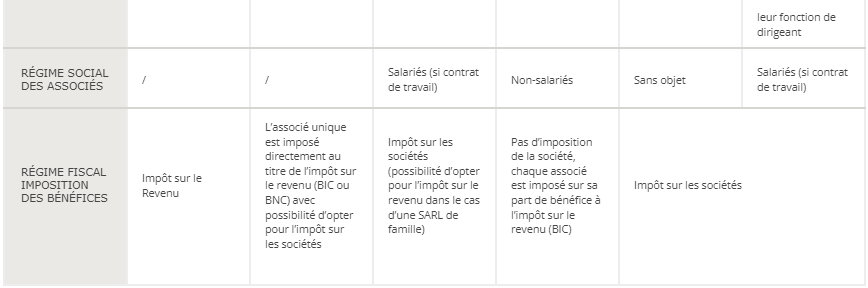 leur fonction de
dirigeant
RÉGIME SOCIAL
DES ASSOCIÉS
/
/
Salariés (si contrat
de travail)
Non-salariés
Sans objet
Salariés (si contrat
de travail)
RÉGIME FISCAL
IMPOSITION
DES BÉNÉFICES
Impôt sur le
Revenu
L’associé unique
est imposé
directement au
titre de l’impôt sur
le revenu (BIC ou
BNC) avec
possibilité d’opter
pour l’impôt sur
les sociétés
Impôt sur les
sociétés
(possibilité d’opter
pour l’impôt sur le
revenu dans le cas
d’une SARL de
famille)
Pas d’imposition
de la société,
chaque associé
est imposé sur sa
part de bénéfice à
l’impôt sur le
revenu (BIC)
Impôt sur les sociétés